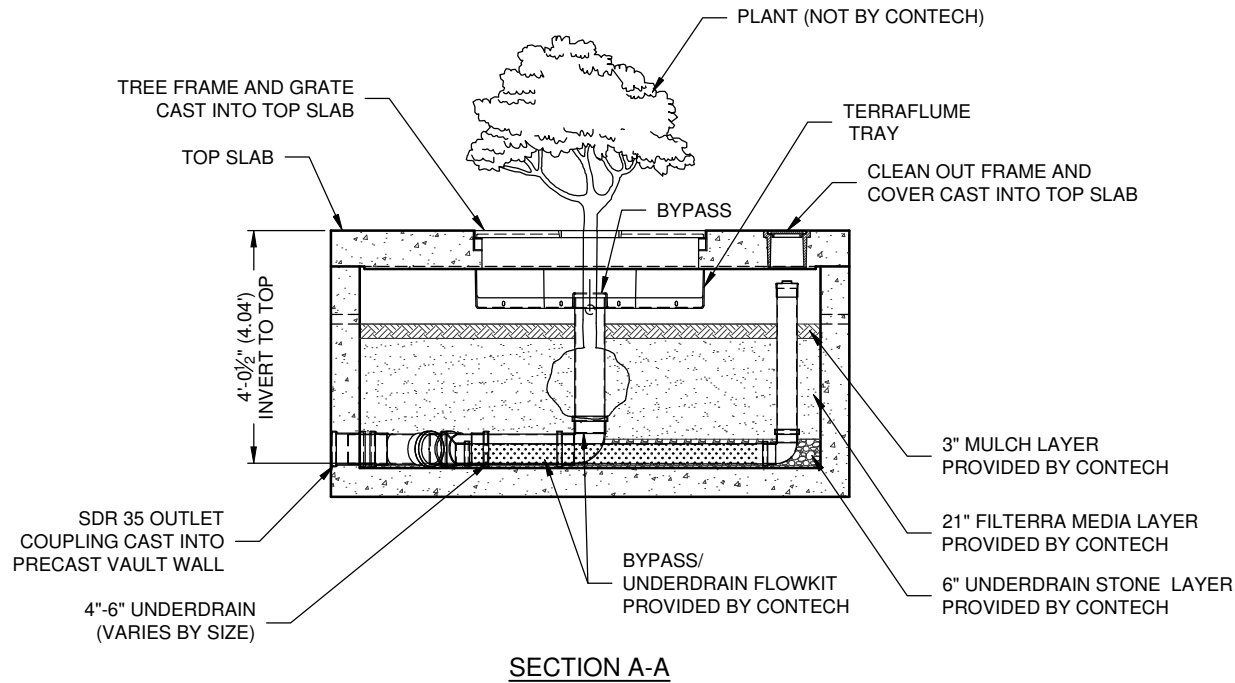 PLANT (NOT BY CONTECH)
TREE FRAME AND GRATE
CAST INTO TOP SLAB
TERRAFLUME
TRAY
TOP SLAB
CLEAN OUT FRAME AND
COVER CAST INTO TOP SLAB
BYPASS
4'-0½" (4.04')
INVERT TO TOP
3" MULCH LAYER
PROVIDED BY CONTECH
SDR 35 OUTLET
COUPLING CAST INTO
PRECAST VAULT WALL
21" FILTERRA MEDIA LAYER
PROVIDED BY CONTECH
BYPASS/
UNDERDRAIN FLOWKIT
PROVIDED BY CONTECH
6" UNDERDRAIN STONE LAYER
PROVIDED BY CONTECH
4"-6" UNDERDRAIN
(VARIES BY SIZE)
SECTION A-A